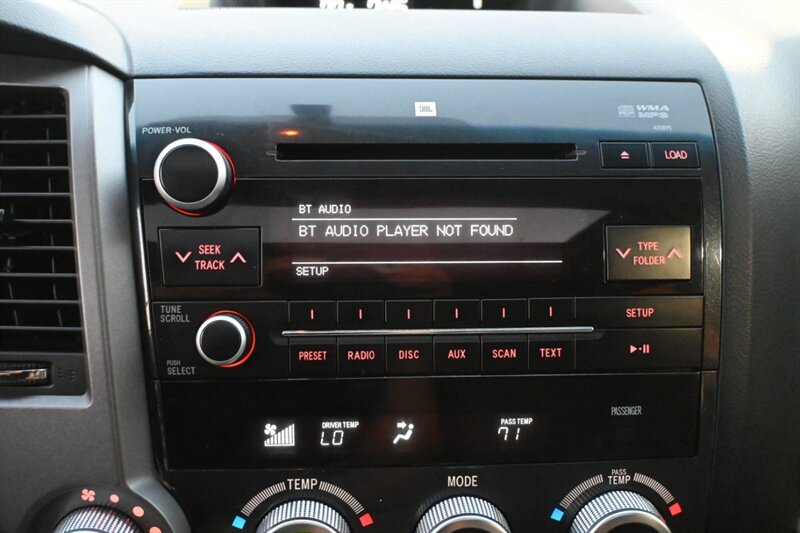 JBL
WMA
MP3
POWER-VOL
LOAD
BT AUDIO
BT AUDIO PLAYER NOT FOUND
SEEK
TRACK
TYPE
FOLDER
SETUP
TUNE
SCROLL
SETUP
PUSH
SELECT
PRESET RADIO DISC AUX SCAN TEXT
DRIVER TEMP
LO
PASS TEMP
71
PASSENGER
TEMP
MODE
PASS
TEMP